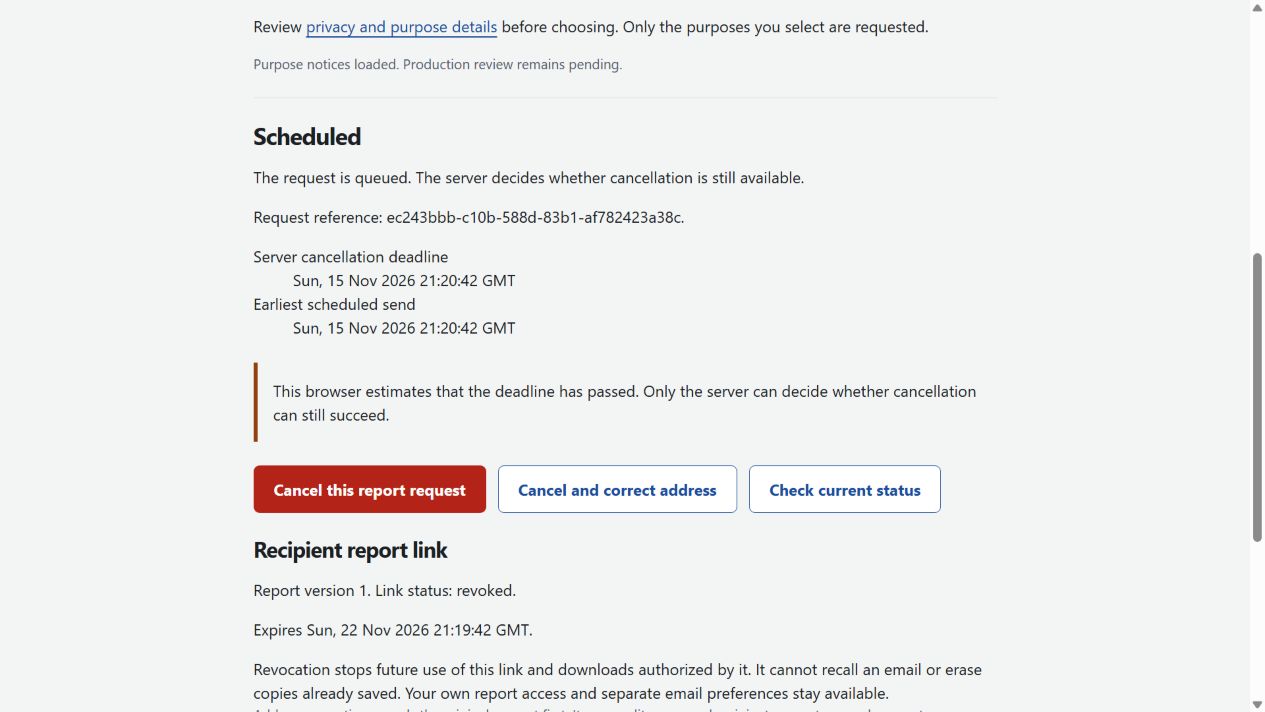 Review privacy and purpose details before choosing. Only the purposes you select are requested.
Purpose notices loaded. Production review remains pending.
Scheduled
The request is queued. The server decides whether cancellation is still available.
Request reference: ec243bbb-c10b-588d-83b1-af782423a38c.
Server cancellation deadline
Sun, 15 Nov 2026 21:20:42 GMT
Earliest scheduled send
Sun, 15 Nov 2026 21:20:42 GMT
This browser estimates that the deadline has passed. Only the server can decide whether cancellation
can still succeed.
Cancel this report request
Cancel and correct address
Check current status
Recipient report link
Report version 1. Link status: revoked.
Expires Sun, 22 Nov 2026 21:19:42 GMT.
Revocation stops future use of this link and downloads authorized by it. It cannot recall an email or erase
copies already saved. Your own report access and separate email preferences stay available.